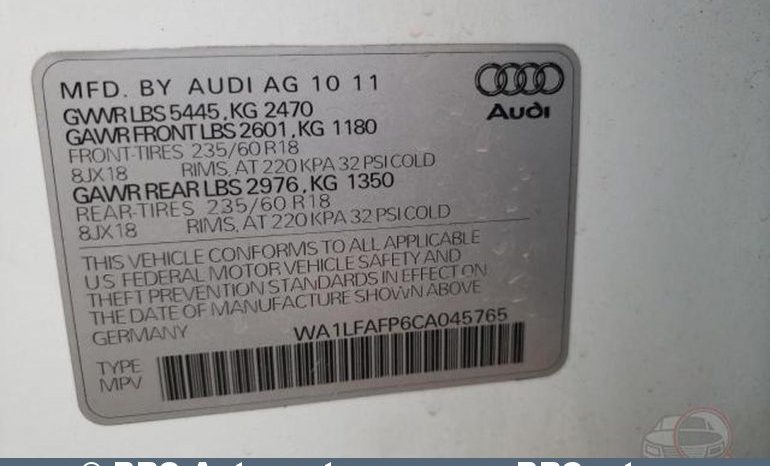 MFD. BY AUDI AG 10 11
Audi
GVWR LBS 5445, KG 2470
GAWR FRONT LBS 2601, KG 1180
FRONT-TIRES 235/60 R18
8JX18 RIMS, AT 220 KPA 32 PSI COLD
GAWR REAR LBS 2976, KG 1350
REAR-TIRES 235/60 R18
8JX18 RIMS, AT 220 KPA 32 PSI COLD
THIS VEHICLE CONFORMS TO ALL APPLICABLE
US FEDERAL MOTOR VEHICLE SAFETY AND
THEFT PREVENTION STANDARDS IN EFFECT ON
THE DATE OF MANUFACTURE SHOWN ABOVE
GERMANY WA1LFAFP6CA045765
TYPE
MPV